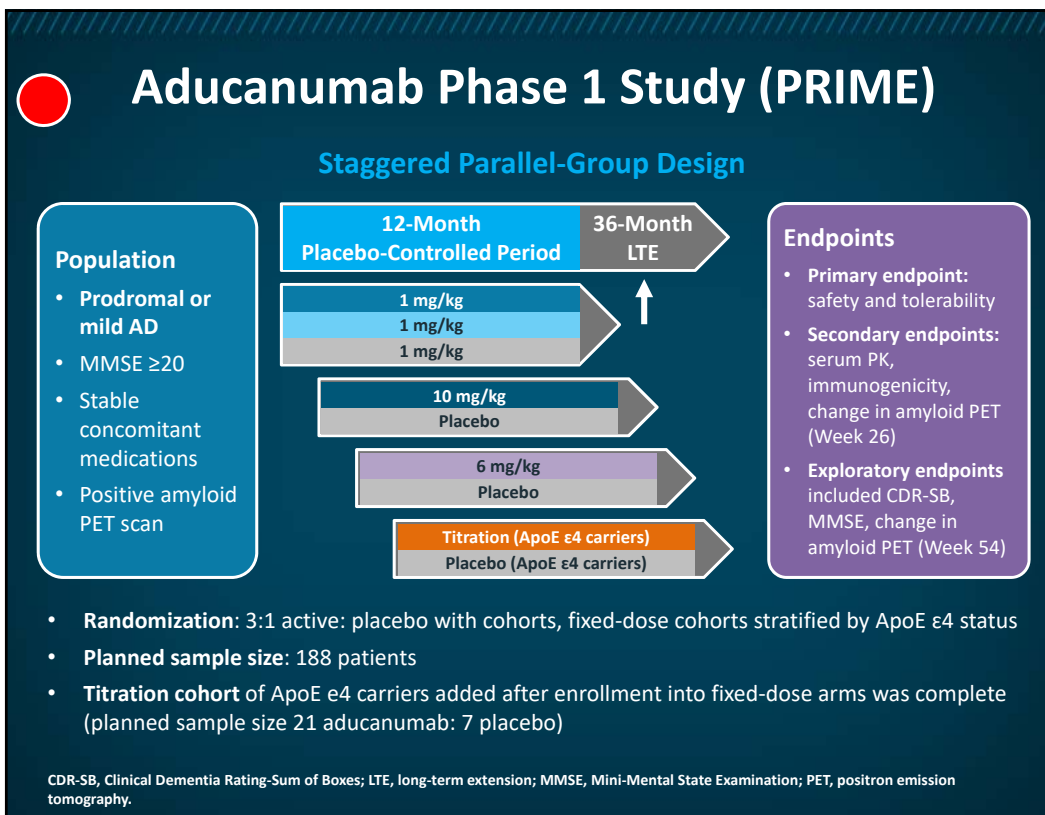 Aducanumab Phase 1 Study (PRIME)
Staggered Parallel-Group Design
Population
• Prodromal or
mild AD
• MMSE ≥20
• Stable
concomitant
medications
• Positive amyloid
PET scan
12-Month
Placebo-Controlled Period
36-Month
LTE
1 mg/kg
1 mg/kg
1 mg/kg
10 mg/kg
Placebo
6 mg/kg
Placebo
Titration (ApoE ε4 carriers)
Placebo (ApoE ε4 carriers)
Endpoints
• Primary endpoint:
safety and tolerability
• Secondary endpoints:
serum PK,
immunogenicity,
change in amyloid PET
(Week 26)
• Exploratory endpoints
included CDR-SB,
MMSE, change in
amyloid PET (Week 54)
• Randomization: 3:1 active: placebo with cohorts, fixed-dose cohorts stratified by ApoE ε4 status
• Planned sample size: 188 patients
• Titration cohort of ApoE e4 carriers added after enrollment into fixed-dose arms was complete
(planned sample size 21 aducanumab: 7 placebo)
CDR-SB, Clinical Dementia Rating-Sum of Boxes; LTE, long-term extension; MMSE, Mini-Mental State Examination; PET, positron emission
tomography.